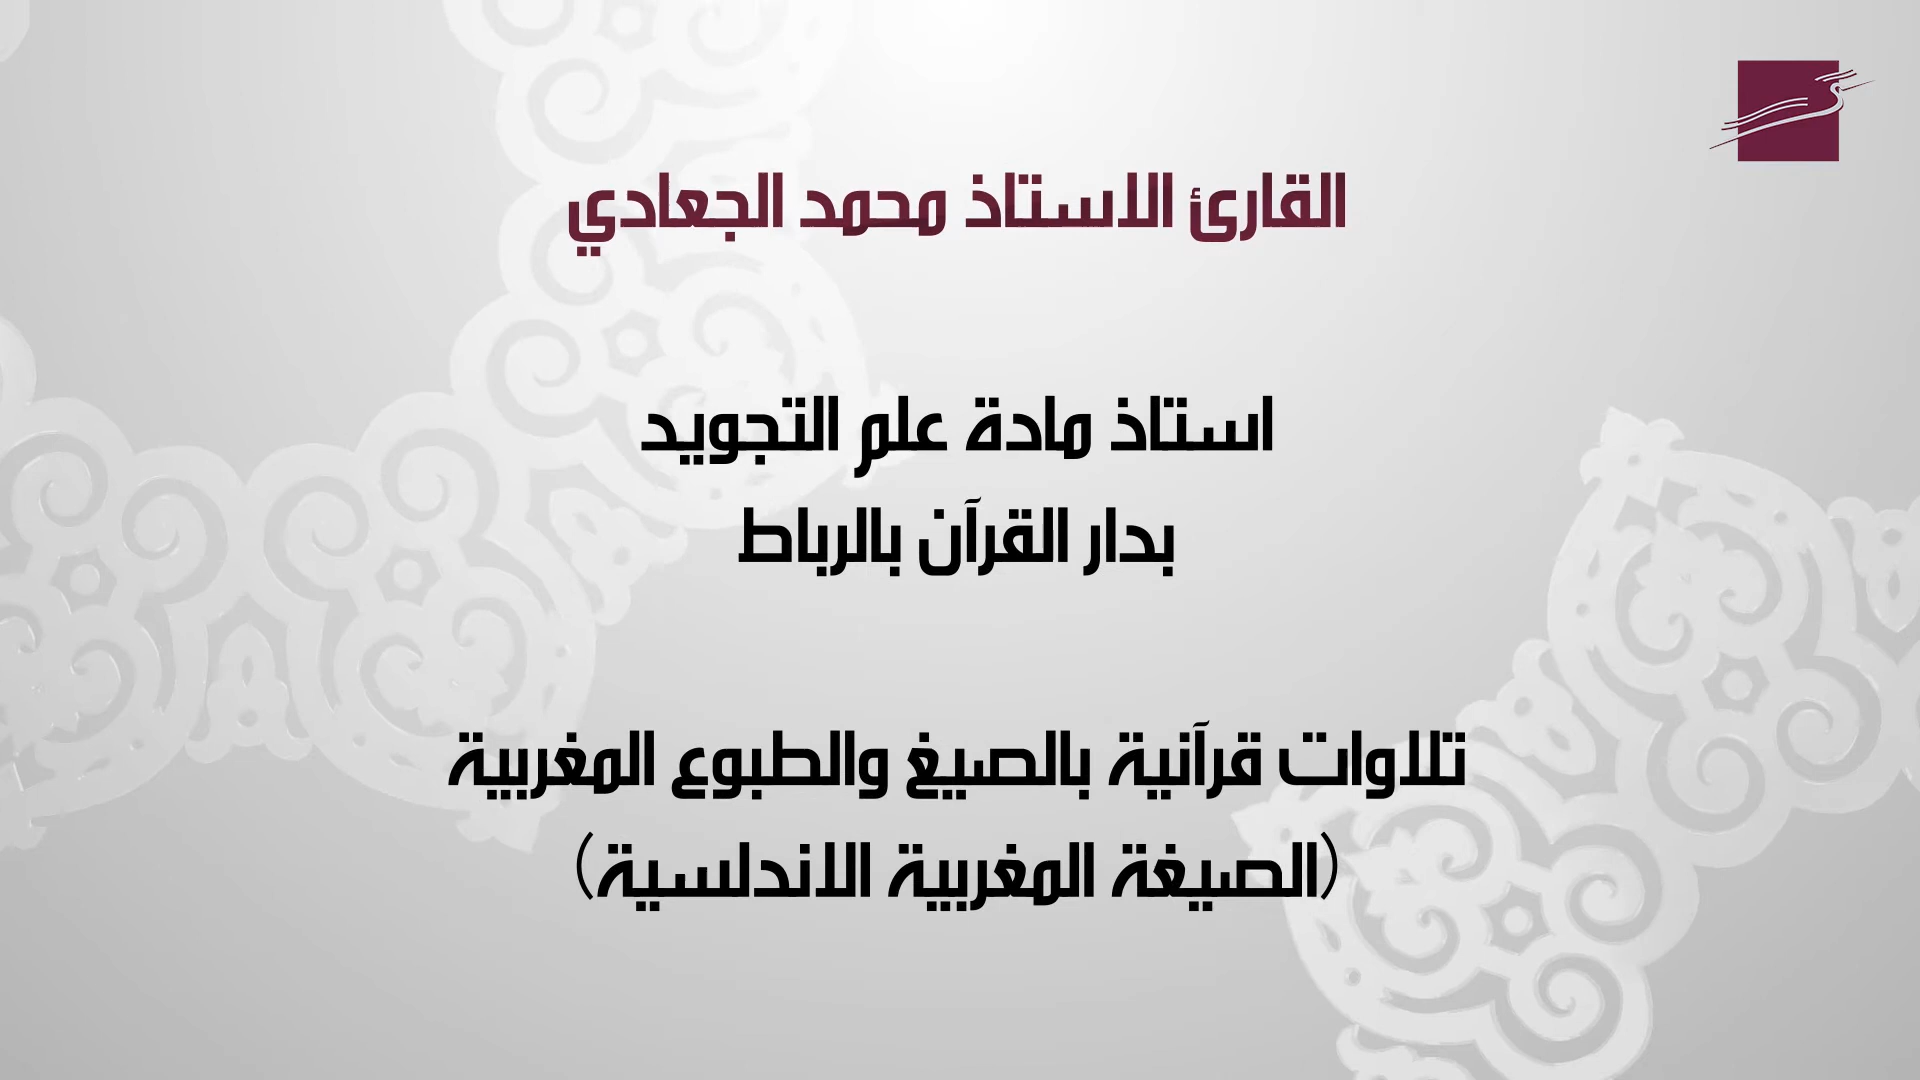 القارئ الاستاذ محمد الجعادي
استاذ مادة علم التجويد
بدار القرآن بالرباط
تلاوات قرآنية بالصيغ والطبوع المغربية
(الصيغة المغربية الاندلسية)